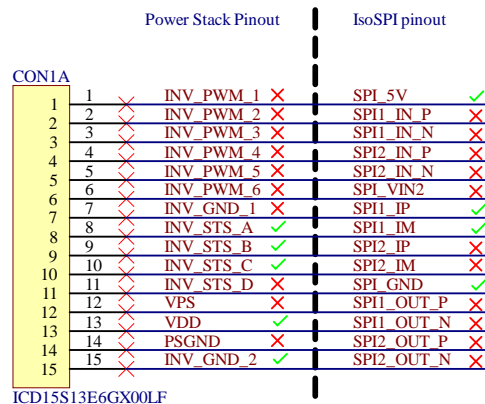 Power Stack Pinout IsoSPI pinout
CON1A
1 1 INV_PWM_1 SPI_5V
2 2 INV_PWM_2 SPI1_IN_P
3 3 INV_PWM_3 SPI1_IN_N
4 4 INV_PWM_4 SPI2_IN_P
5 5 INV_PWM_5 SPI2_IN_N
6 6 INV_PWM_6 SPI_VIN2
7 7 INV_GND_1 SPI1_IP
8 8 INV_STS_A SPI1_IM
9 9 INV_STS_B SPI2_IP
10 10 INV_STS_C SPI2_IM
11 11 INV_STS_D SPI_GND
12 12 VPS SPI1_OUT_P
13 13 VDD SPI1_OUT_N
14 14 PSGND SPI2_OUT_P
15 15 INV_GND_2 SPI2_OUT_N
ICD15S13E6GX00LF